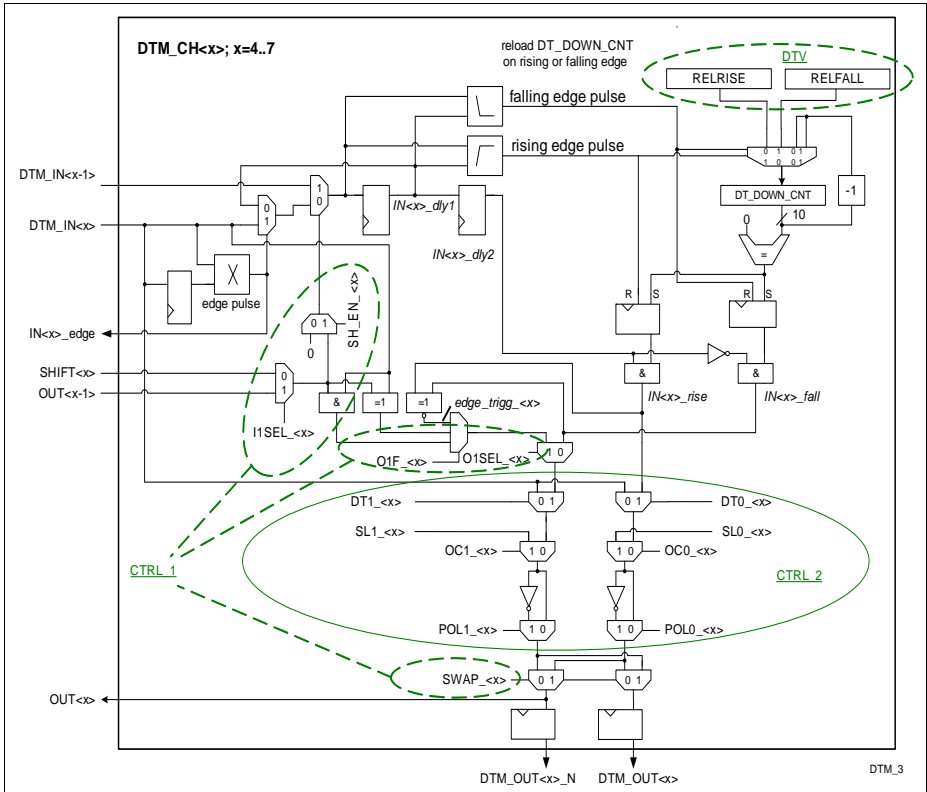 DTM_CH<x>; x=4..7
reload DT_DOWN_CNT
on rising or falling edge
DTV
RELRISE
RELFALL
falling edge pulse
rising edge pulse
0 1 0 1
1 0 0 1
DTM_IN<x-1>
1
0
IN<x>_dly1
DT_DOWN_CNT
-1
0
1
DTM_IN<x>
0
10
IN<x>_dly2
=
edge pulse
SH_EN_<x>
R S
R S
IN<x>_edge
0 1
0
SHIFT<x>
0
OUT<x-1>
1
&
&
IN<x>_rise
IN<x>_fall
&
=1
=1
edge_trigg_<x>
I1SEL_<x>
O1F_<x>
O1SEL_<x>
1 0
DT1_<x>
0 1
0 1
DT0_<x>
SL1_<x>
SL0_<x>
OC1_<x>
1 0
1 0
OC0_<x>
CTRL_1
CTRL_2
POL1_<x>
1 0
1 0
POL0_<x>
SWAP_<x>
0 1
0 1
OUT<x>
DTM_OUT<x>_N
DTM_OUT<x>
DTM_3